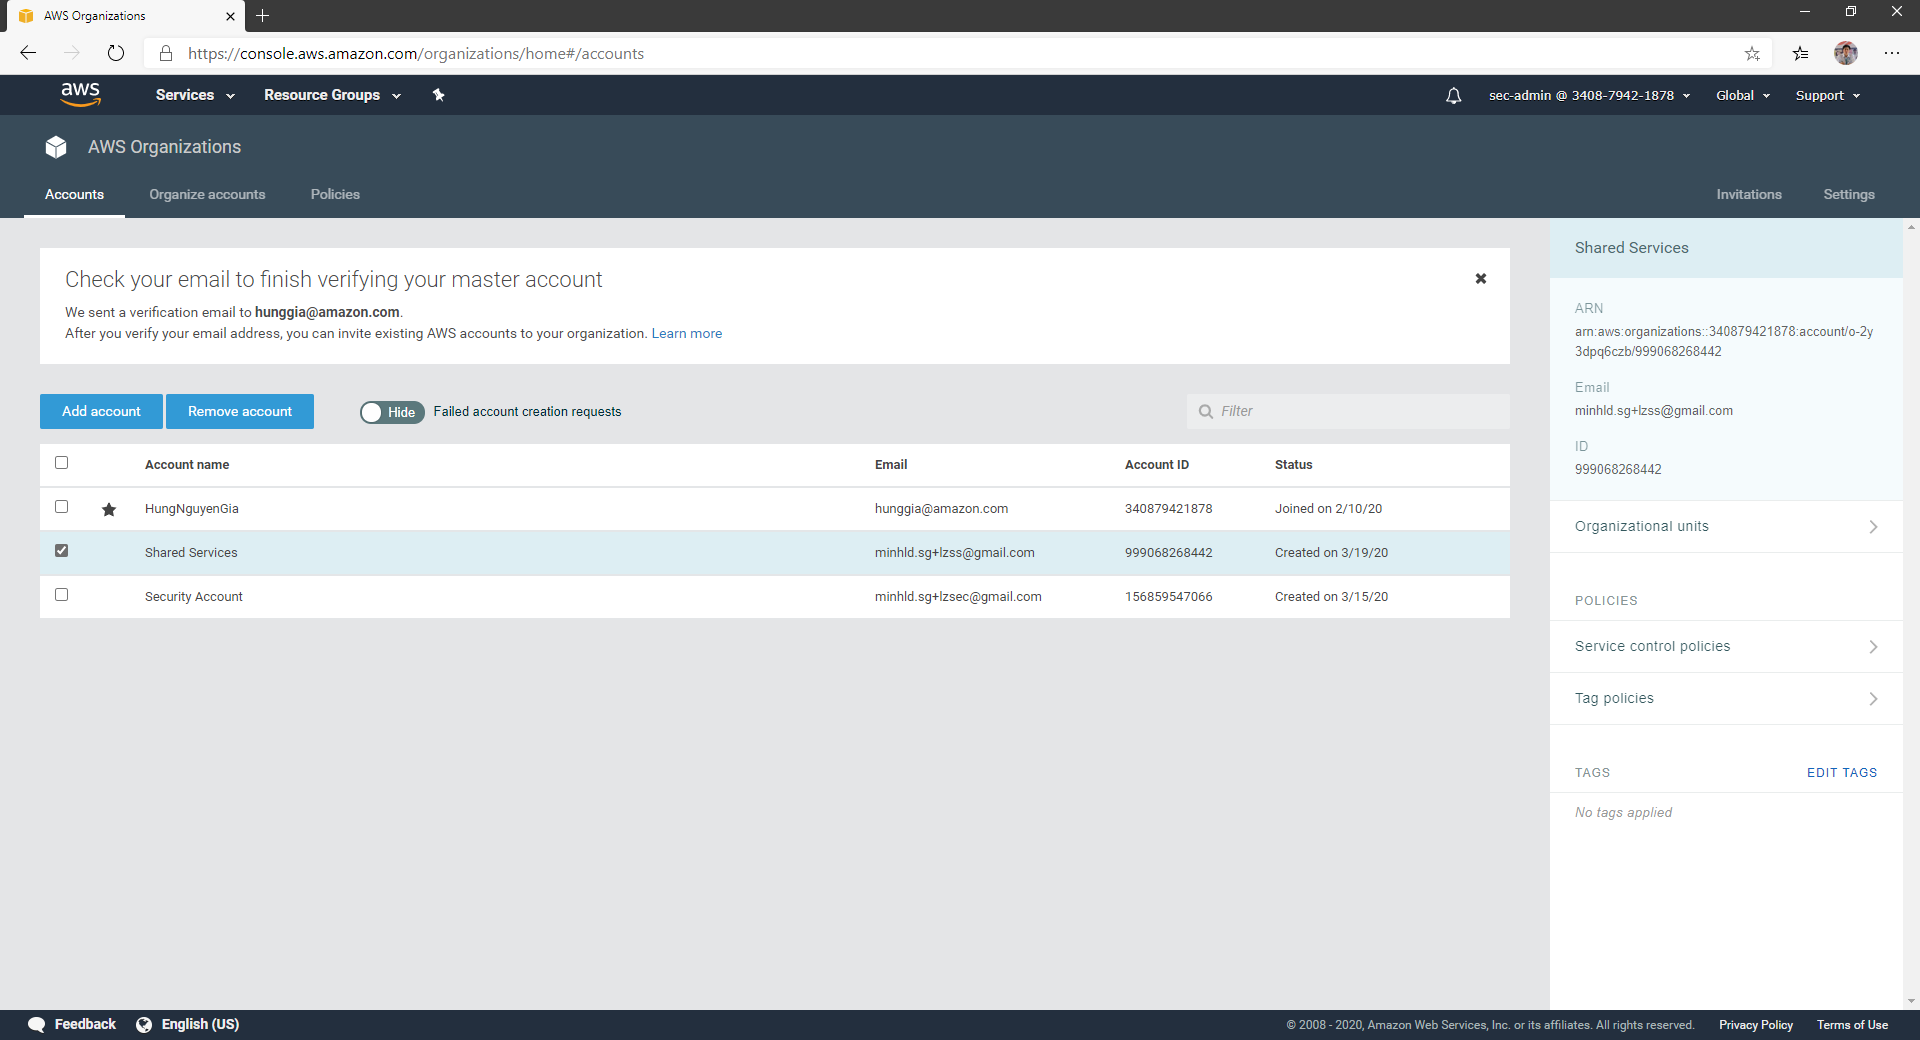 AWS Organizations
https://console.aws.amazon.com/organizations/home#/accounts
aws Services Resource Groups sec-admin @ 3408-7942-1878 Global Support
AWS Organizations
Accounts Organize accounts Policies Invitations Settings
Check your email to finish verifying your master account
We sent a verification email to hunggia@amazon.com.
After you verify your email address, you can invite existing AWS accounts to your organization. Learn more
Add account Remove account Hide Failed account creation requests Filter
Account name Email Account ID Status
HungNguyenGia hunggia@amazon.com 340879421878 Joined on 2/10/20
Shared Services minhld.sg+lzss@gmail.com 999068268442 Created on 3/19/20
Security Account minhld.sg+lzsec@gmail.com 156859547066 Created on 3/15/20
Shared Services
ARN
arn:aws:organizations::340879421878:account/o-2y
3dpq6czb/999068268442
Email
minhld.sg+lzss@gmail.com
ID
999068268442
Organizational units
POLICIES
Service control policies
Tag policies
TAGS EDIT TAGS
No tags applied
Feedback English (US) © 2008 - 2020, Amazon Web Services, Inc. or its affiliates. All rights reserved. Privacy Policy Terms of Use